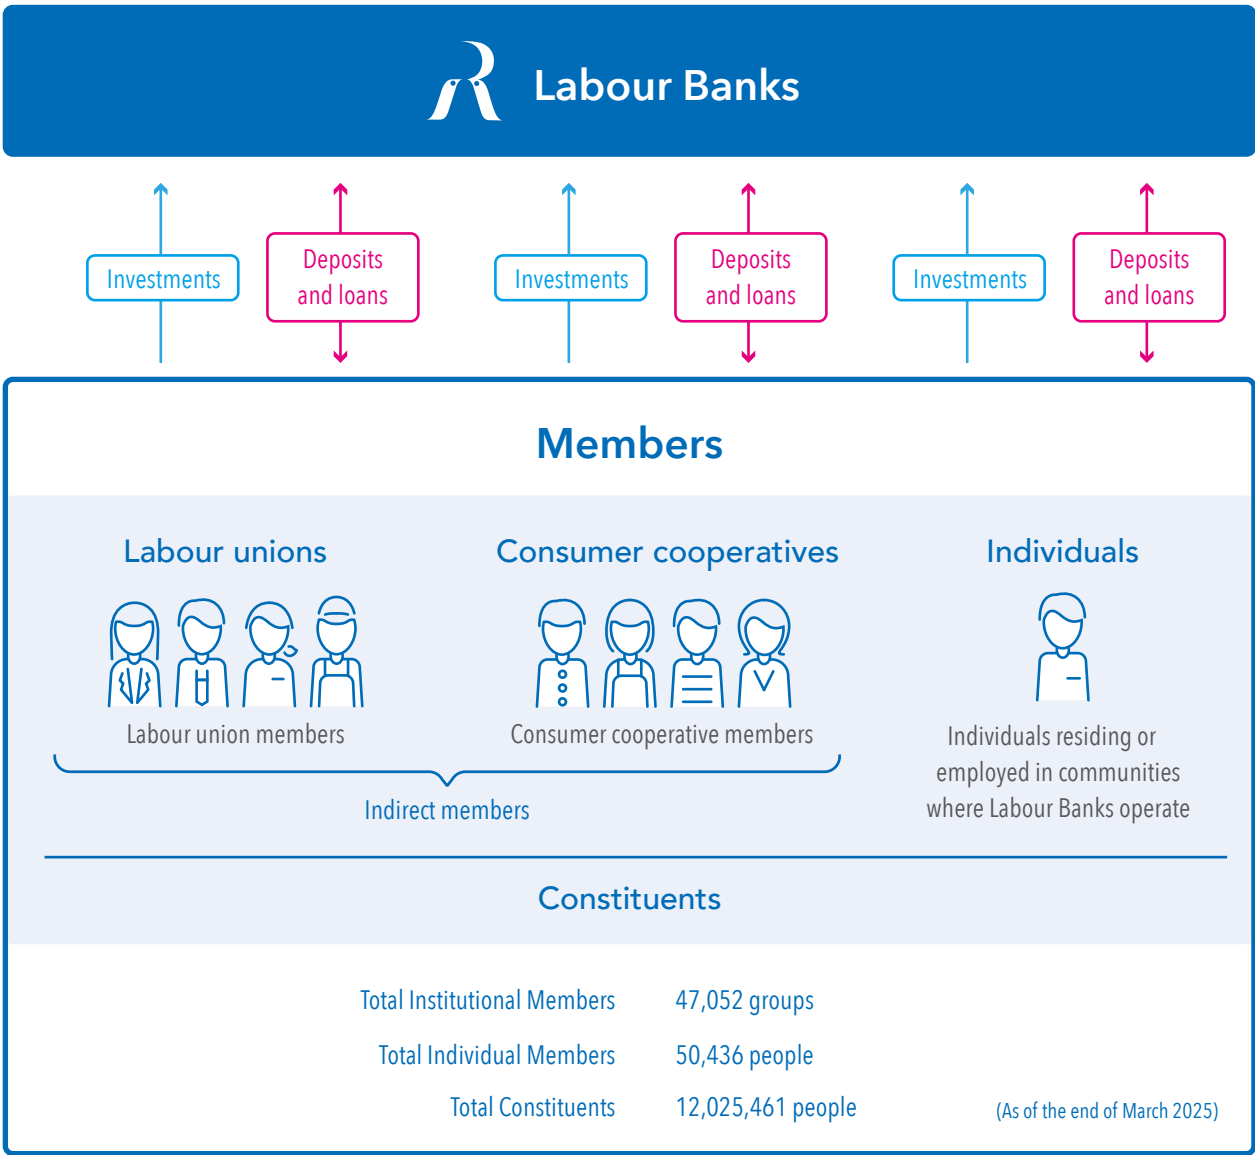 Labour Banks
Investments
Deposits
and loans
Investments
Deposits
and loans
Investments
Deposits
and loans
Members
Labour unions
Labour union members
Consumer cooperatives
Consumer cooperative members
Indirect members
Individuals
Individuals residing or
employed in communities
where Labour Banks operate
Constituents
Total Institutional Members 47,052 groups
Total Individual Members 50,436 people
Total Constituents 12,025,461 people
(As of the end of March 2025)